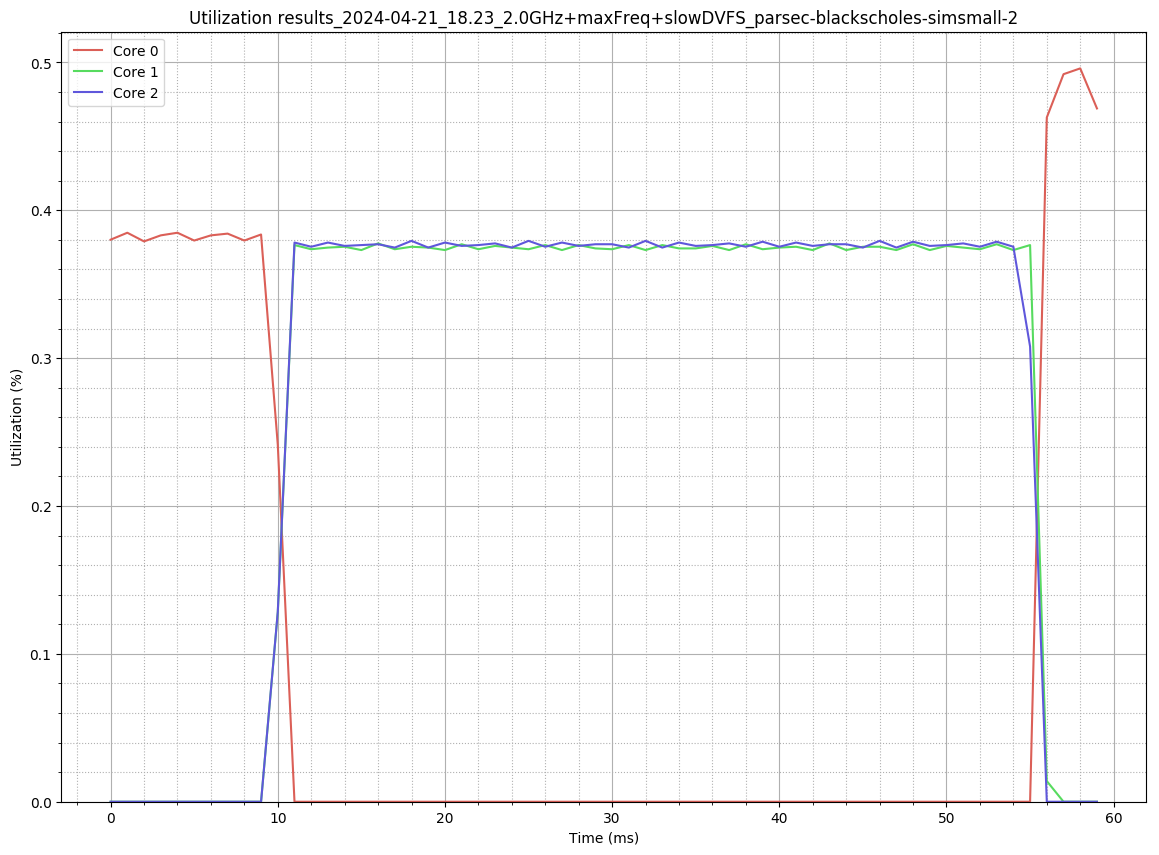 Utilization results_2024-04-21_18.23_2.0GHz+maxFreq+slowDVFS_parsec-blackscholes-simsmall-2
Core 0
Core 1
Core 2
0.5
0.4
0.3
0.2
0.1
0.0
Utilization (%)
0 10 20 30 40 50 60
Time (ms)